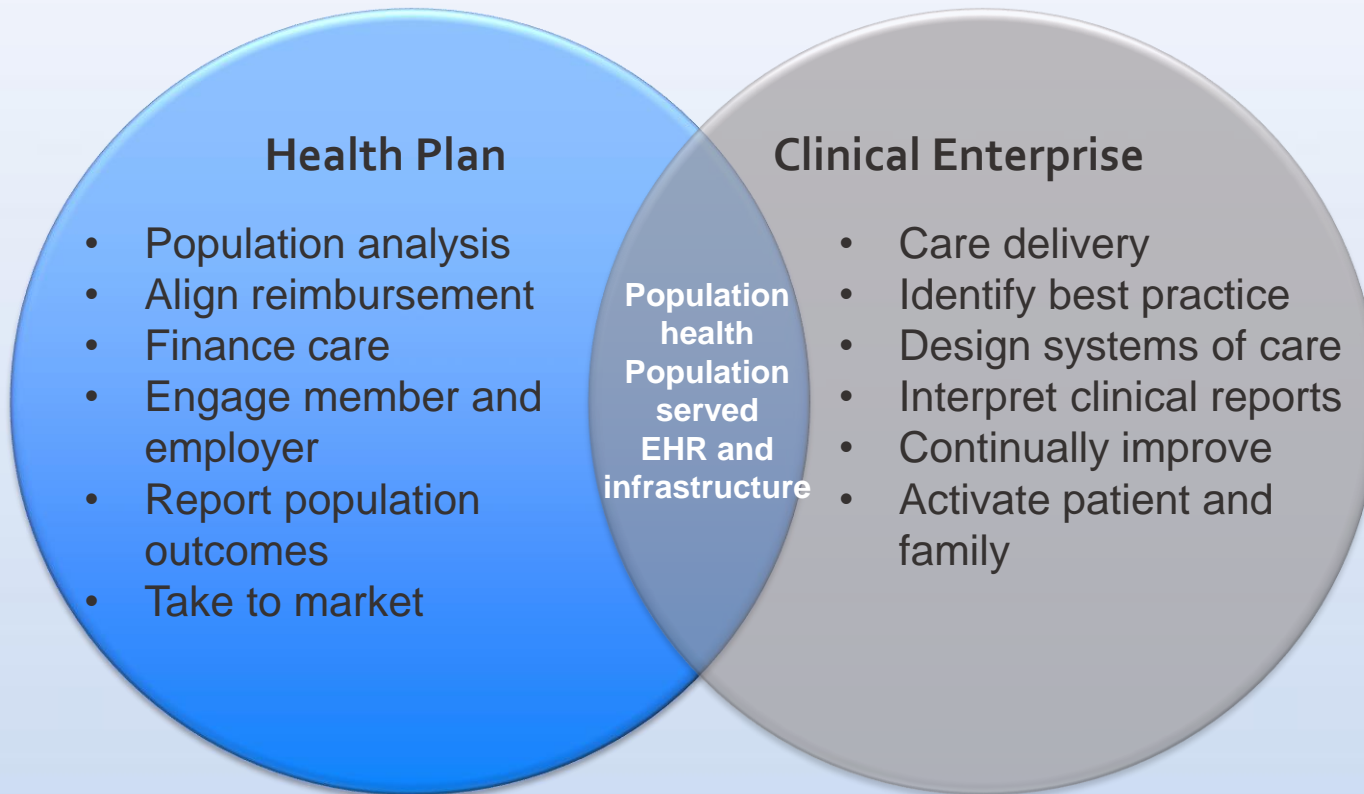 Health Plan
• Population analysis
• Align reimbursement
• Finance care
• Engage member and
employer
• Report population
outcomes
• Take to market
Population
health
Population
served
EHR and
infrastructure
Clinical Enterprise
• Care delivery
• Identify best practice
• Design systems of care
• Interpret clinical reports
• Continually improve
• Activate patient and
family